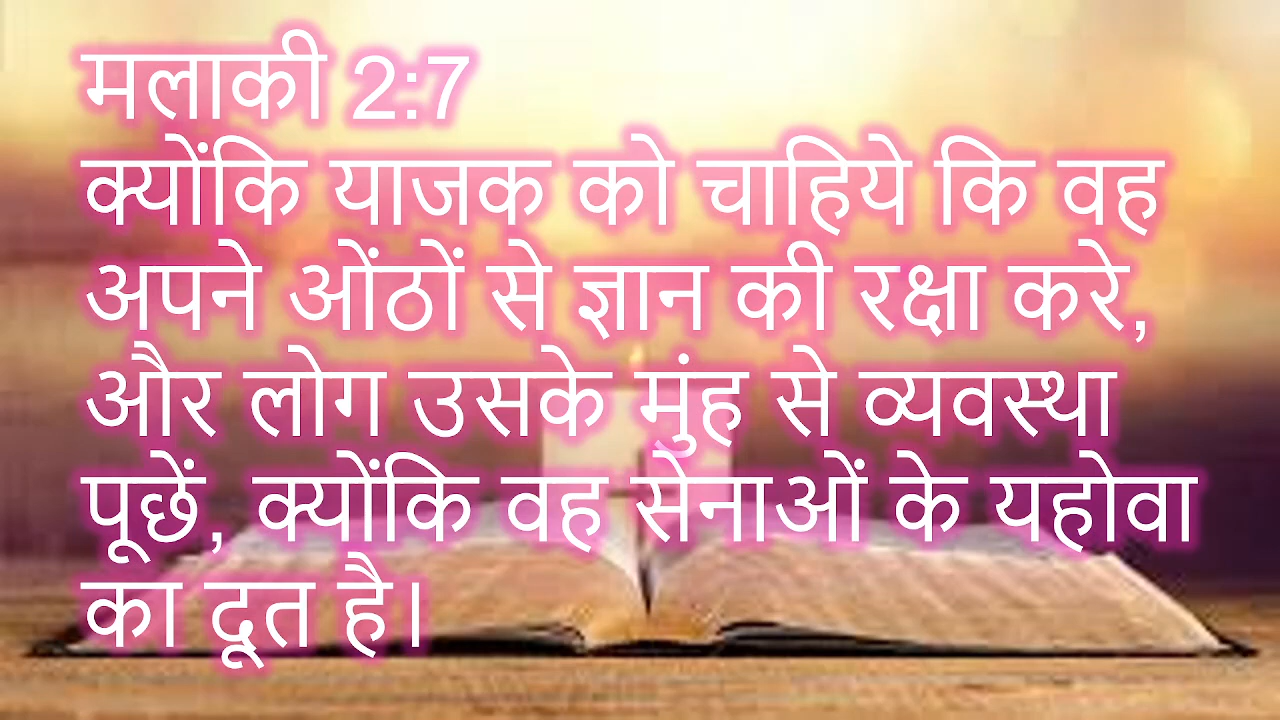 मलाकी 2:7
क्योंकि याजक को चाहिये कि वह
अपने ओंठों से ज्ञान की रक्षा करे,
और लोग उसके मुंह से व्यवस्था
पूछें, क्योंकि वह सेनाओं के यहोवा
का दूत है।